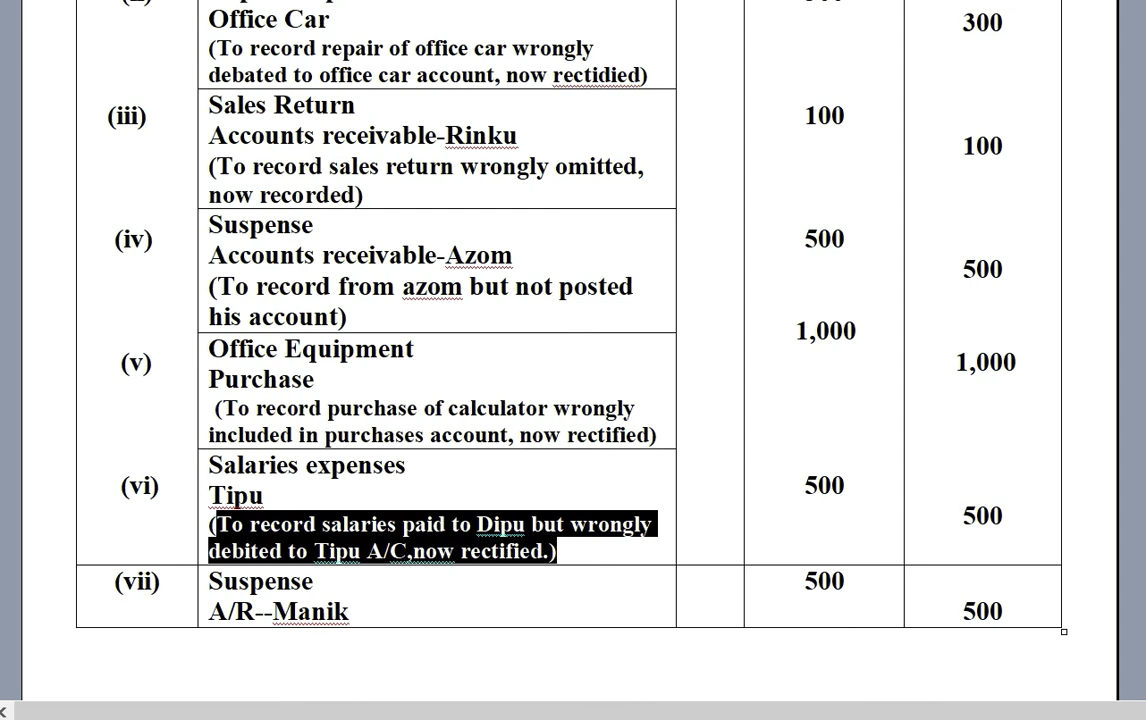 Office Car
300
(To record repair of office car wrongly
debated to office car account, now rectidied)
(iii)
Sales Return
100
Accounts receivable-Rinku
100
(To record sales return wrongly omitted,
now recorded)
(iv)
Suspense
500
Accounts receivable-Azom
500
(To record from azom but not posted
his account)
1,000
(v)
Office Equipment
1,000
Purchase
(To record purchase of calculator wrongly
included in purchases account, now rectified)
(vi)
Salaries expenses
500
Tipu
500
(To record salaries paid to Dipu but wrongly
debited to Tipu A/C,now rectified.)
(vii)
Suspense
500
A/R--Manik
500